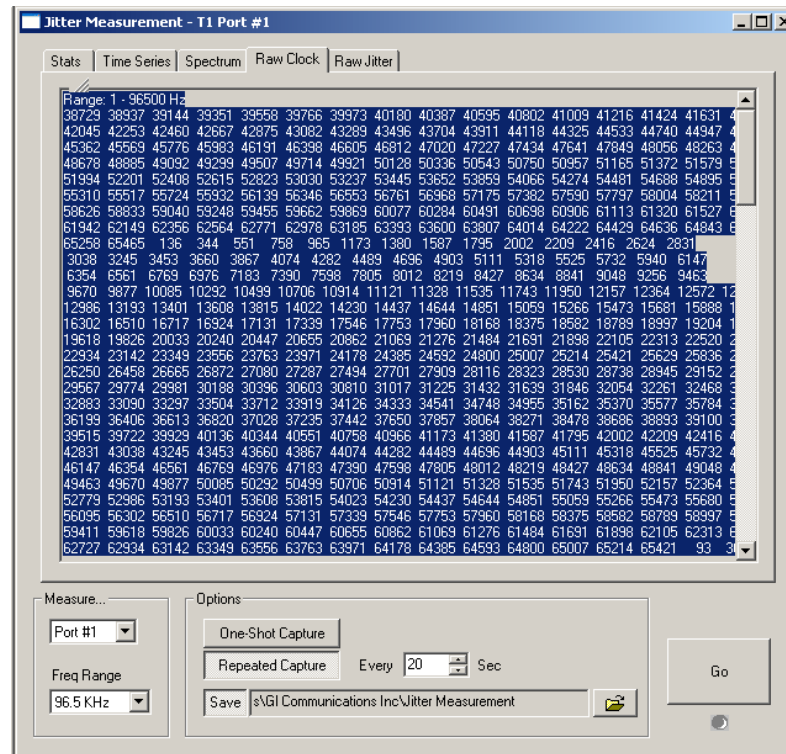 Jitter Measurement - T1 Port #1
Stats Time Series Spectrum Raw Clock Raw Jitter
Range: 1 - 96500 Hz
38729 38937 39144 39351 39558 39766 39973 40180 40387 40595 40802 41009 41216 41424 41631
42045 42253 42460 42667 42875 43082 43289 43496 43704 43911 44118 44325 44533 44740 44947
45362 45569 45776 45983 46191 46398 46605 46812 47020 47227 47434 47641 47849 48056 48263
48678 48885 49092 49299 49507 49714 49921 50128 50336 50543 50750 50957 51165 51372 51579
51994 52201 52408 52615 52823 53030 53237 53445 53652 53859 54066 54274 54481 54688 54895
55310 55517 55724 55932 56139 56346 56553 56761 56968 57175 57382 57590 57797 58004 58211
58626 58833 59040 59248 59455 59662 59869 60077 60284 60491 60698 60906 61113 61320 61527
61942 62149 62356 62564 62771 62978 63185 63393 63600 63807 64014 64222 64429 64636 64843
65258 65465 136 344 551 758 965 1173 1380 1587 1795 2002 2209 2416 2624 2831
3038 3245 3453 3660 3867 4074 4282 4489 4696 4903 5111 5318 5525 5732 5940 6147
6354 6561 6769 6976 7183 7390 7598 7805 8012 8219 8427 8634 8841 9048 9256 9463
9670 9877 10085 10292 10499 10706 10914 11121 11328 11535 11743 11950 12157 12364 12572
12986 13193 13401 13608 13815 14022 14230 14437 14644 14851 15059 15266 15473 15681 15888
16302 16510 16717 16924 17131 17339 17546 17753 17960 18168 18375 18582 18789 18997 19204
19618 19826 20033 20240 20447 20655 20862 21069 21276 21484 21691 21898 22105 22313 22520
22934 23142 23349 23556 23763 23971 24178 24385 24592 24800 25007 25214 25421 25629 25836
26250 26458 26665 26872 27080 27287 27494 27701 27909 28116 28323 28530 28738 28945 29152
29567 29774 29981 30188 30396 30603 30810 31017 31225 31432 31639 31846 32054 32261 32468
32883 33090 33297 33504 33712 33919 34126 34333 34541 34748 34955 35162 35370 35577 35784
36199 36406 36613 36820 37028 37235 37442 37650 37857 38064 38271 38478 38686 38893 39100
39515 39722 39929 40136 40344 40551 40758 40966 41173 41380 41587 41795 42002 42209 42416
42831 43038 43245 43453 43660 43867 44074 44282 44489 44696 44903 45111 45318 45525 45732
46147 46354 46561 46769 46976 47183 47390 47598 47805 48012 48219 48427 48634 48841 49048
49463 49670 49877 50085 50292 50499 50706 50914 51121 51328 51535 51743 51950 52157 52364
52779 52986 53193 53401 53608 53815 54023 54230 54437 54644 54851 55059 55266 55473 55680
56095 56302 56510 56717 56924 57131 57339 57546 57753 57960 58168 58375 58582 58789 58997
59411 59618 59826 60033 60240 60447 60655 60862 61069 61276 61484 61691 61898 62105 62313
62727 62934 63142 63349 63556 63763 63971 64178 64385 64593 64800 65007 65214 65421 93
Measure...
Options
Port #1
One-Shot Capture
Freq Range
Repeated Capture Every 20 Sec
Go
96.5 KHz
Save s\GI Communications Inc\Jitter Measurement